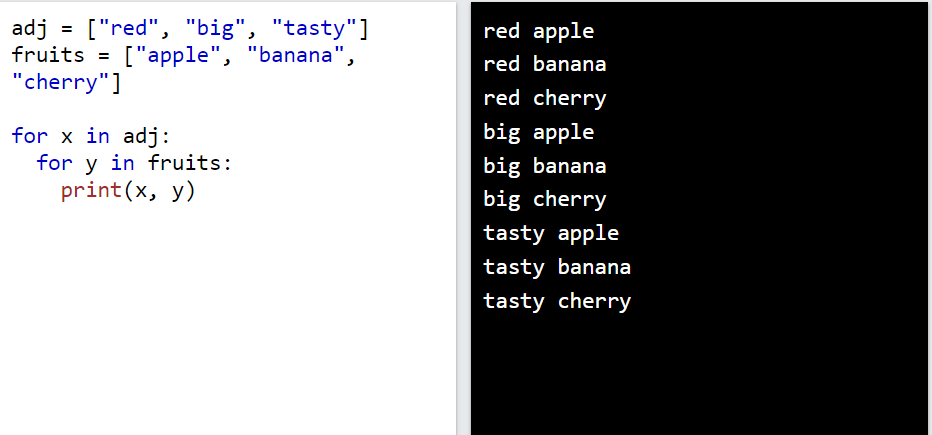 adj = ["red", "big", "tasty"]
fruits = ["apple", "banana",
"cherry"]
for x in adj:
  for y in fruits:
    print(x, y)
red apple
red banana
red cherry
big apple
big banana
big cherry
tasty apple
tasty banana
tasty cherry